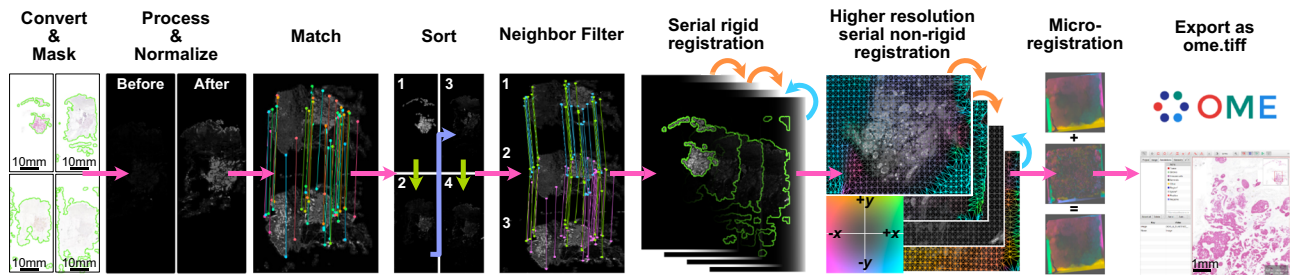 Convert
&
Mask
Process
& 
Normalize
Match
Sort
Neighbor Filter
Serial rigid
registration
Higher resolution
serial non-rigid
registration
Micro-
registration
Export as
ome.tiff
10mm
10mm
10mm
10mm
Before
After
1
3
2
4
1
2
3
+y
-x
+x
-y
+
=
OME
1mm